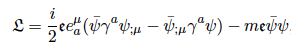 𝔏 = i/2 𝔢e^μ_a(ψ̄γ^aψ_{;μ} − ψ̄_{;μ}γ^aψ) − m𝔢ψ̄ψ.